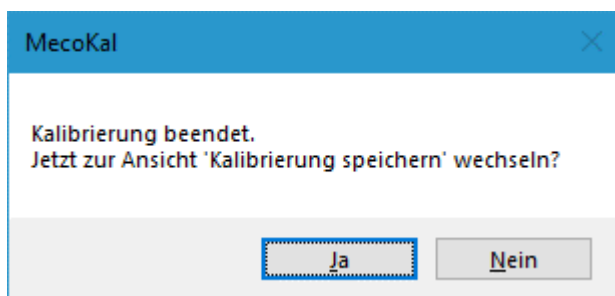 MecoKal
Kalibrierung beendet.
Jetzt zur Ansicht 'Kalibrierung speichern' wechseln?
Ja
Nein